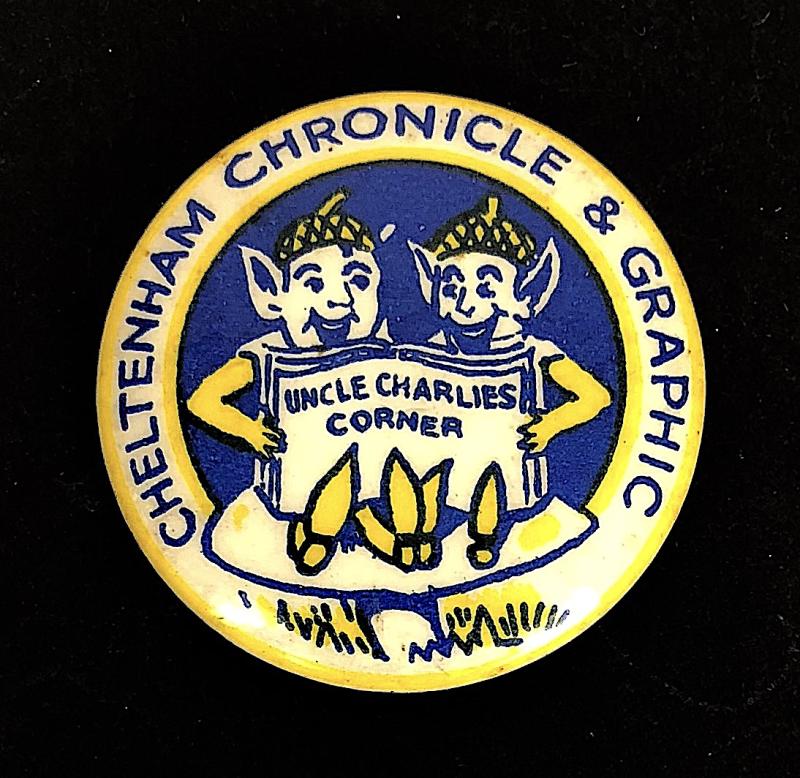 CHELTENHAM CHRONICLE & GRAPHIC
UNCLE CHARLIES
CORNER